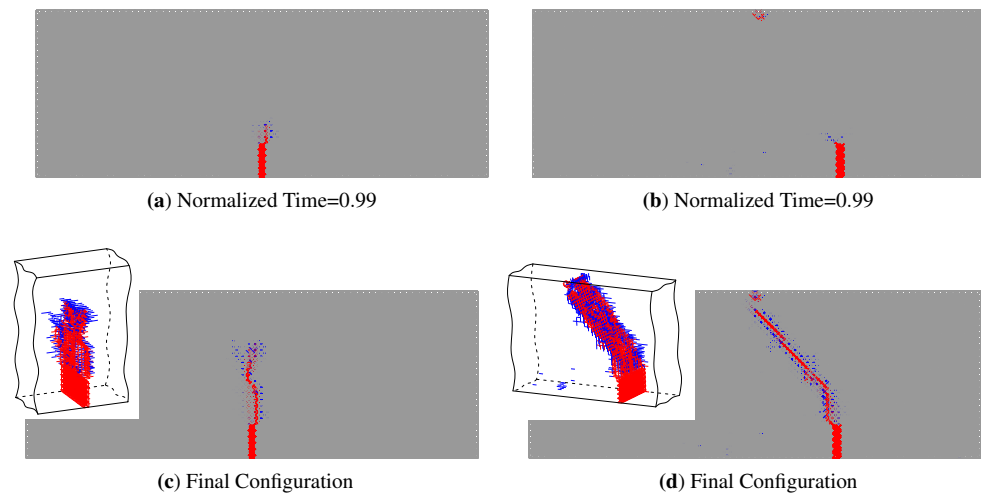 (a) Normalized Time=0.99
(b) Normalized Time=0.99
(c) Final Configuration
(d) Final Configuration